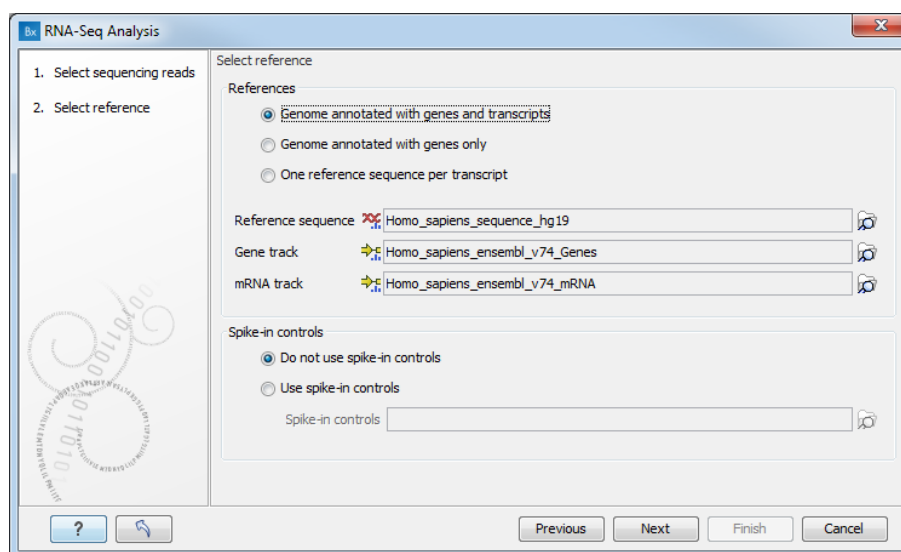 Bx RNA-Seq Analysis
1. Select sequencing reads
2. Select reference
Select reference
References
Genome annotated with genes and transcripts
Genome annotated with genes only
One reference sequence per transcript
Reference sequence Homo_sapiens_sequence_hg19
Gene track Homo_sapiens_ensembl_v74_Genes
mRNA track Homo_sapiens_ensembl_v74_mRNA
Spike-in controls
Do not use spike-in controls
Use spike-in controls
Spike-in controls
? Previous Next Finish Cancel